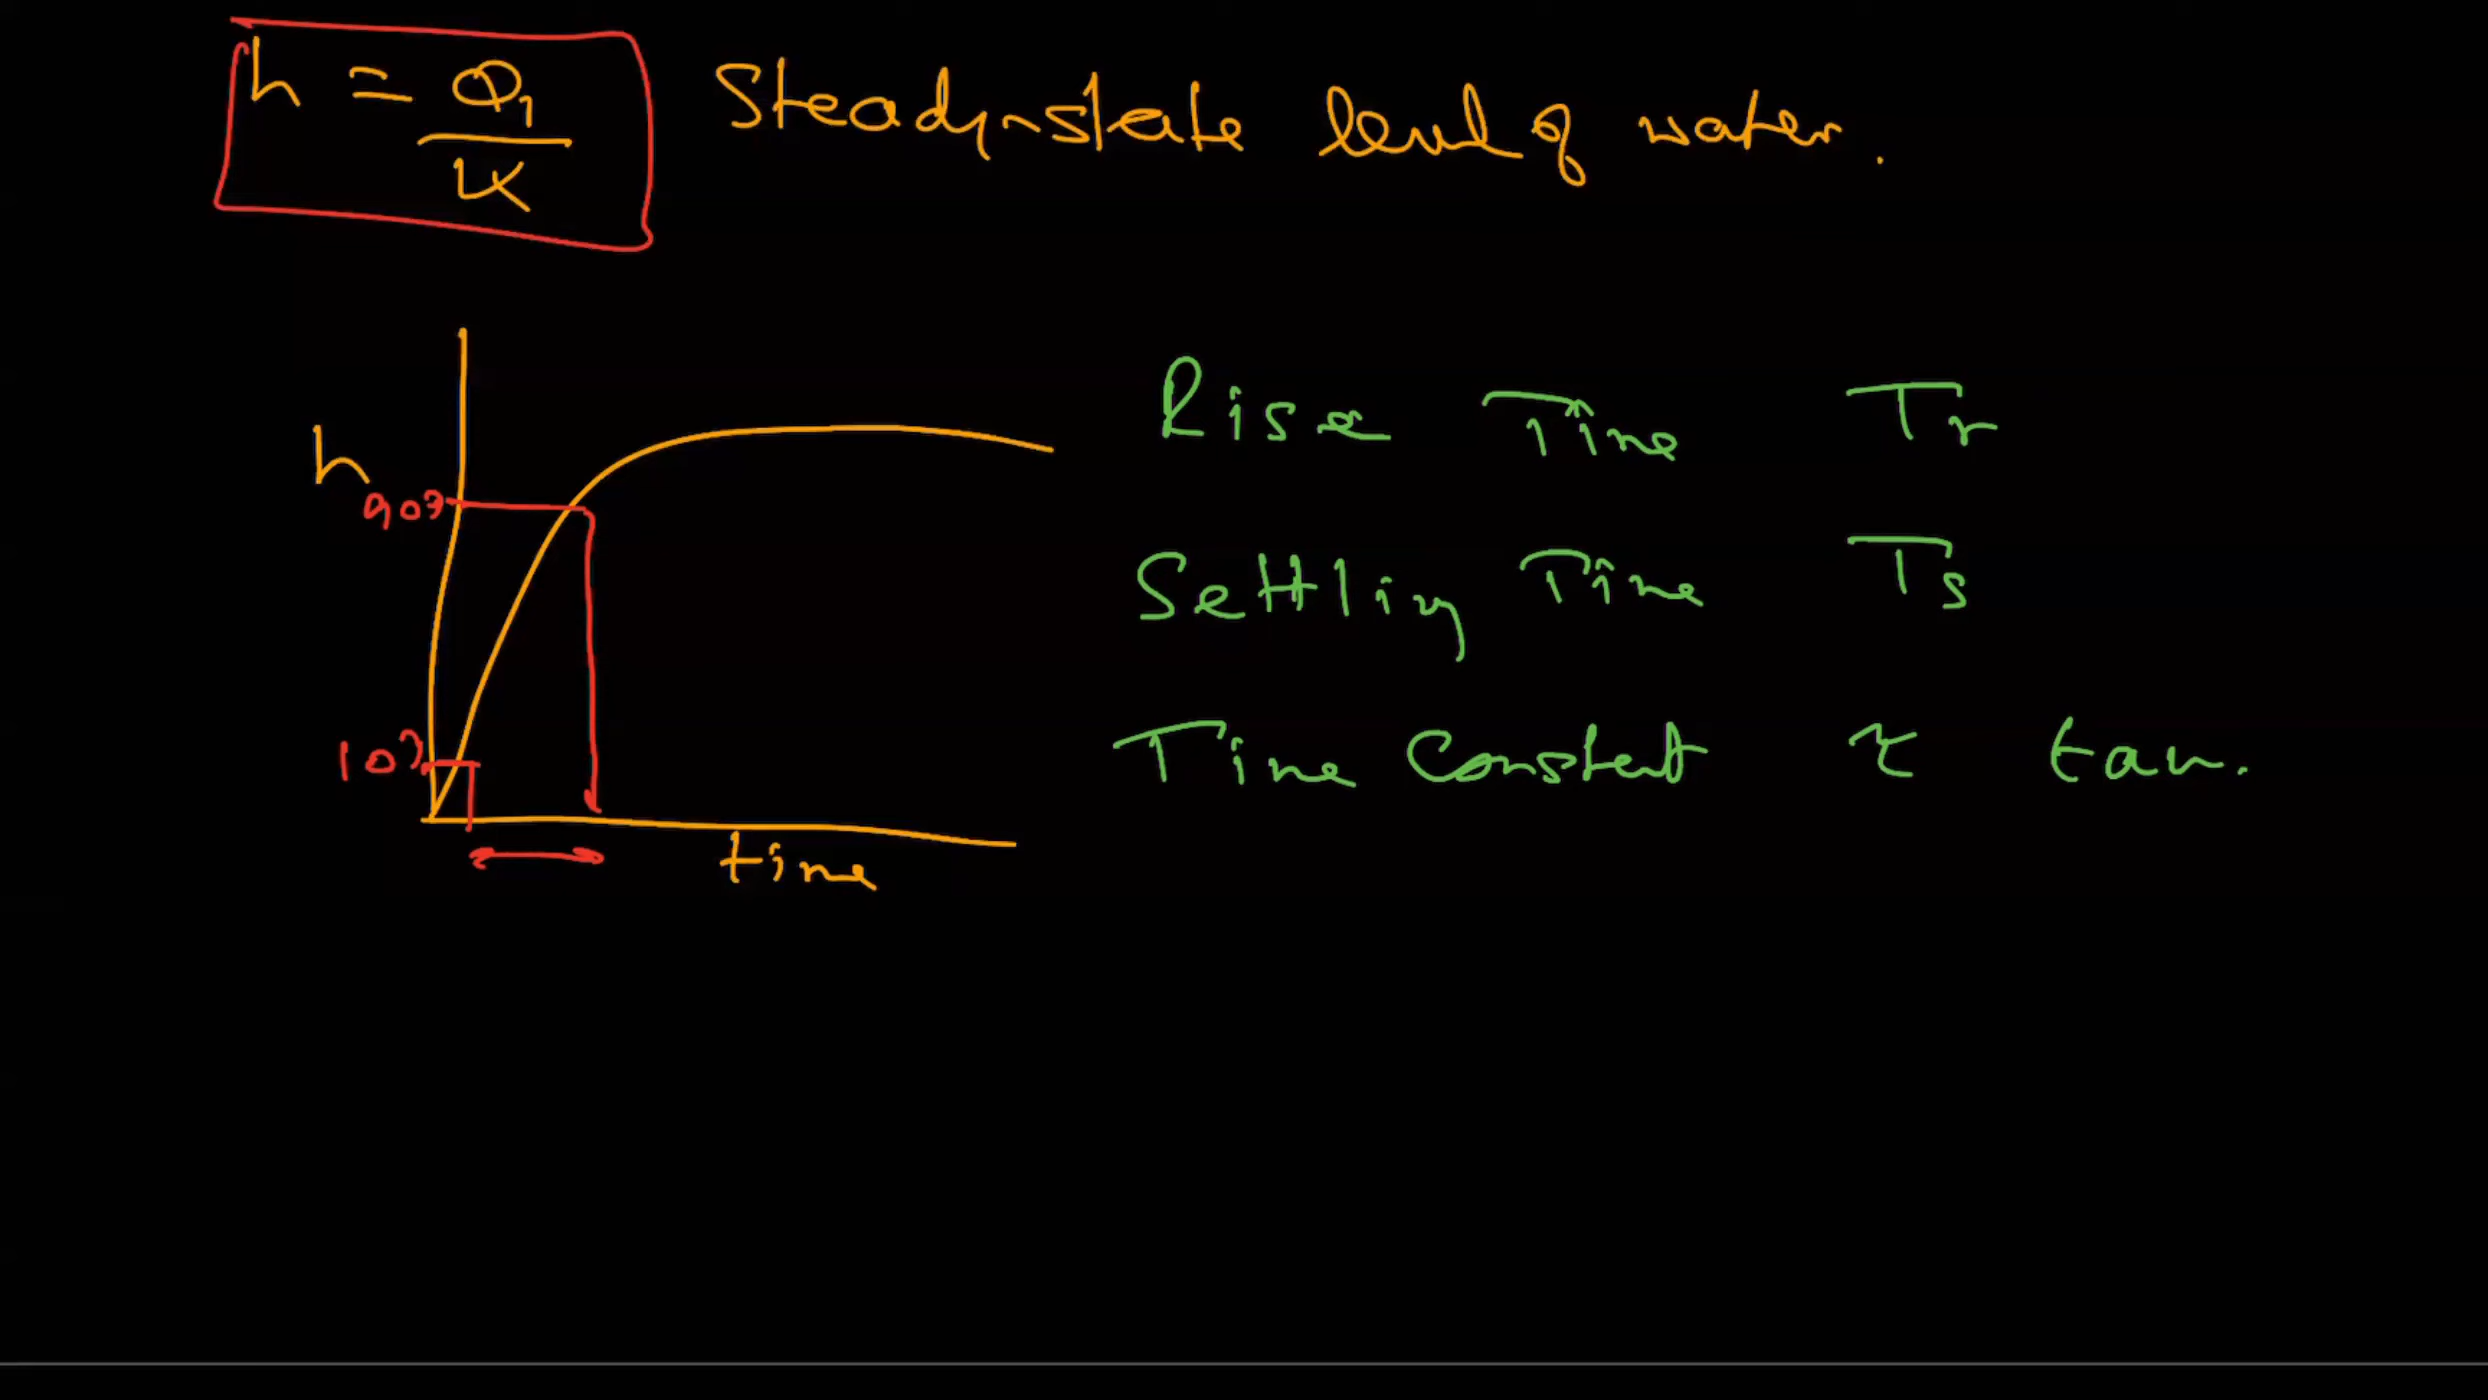 h = Q₁ / K Steady-state level of water.
h
90%
10%
time
Rise Time Tr
Settling Time Ts
Time Constant τ tau.